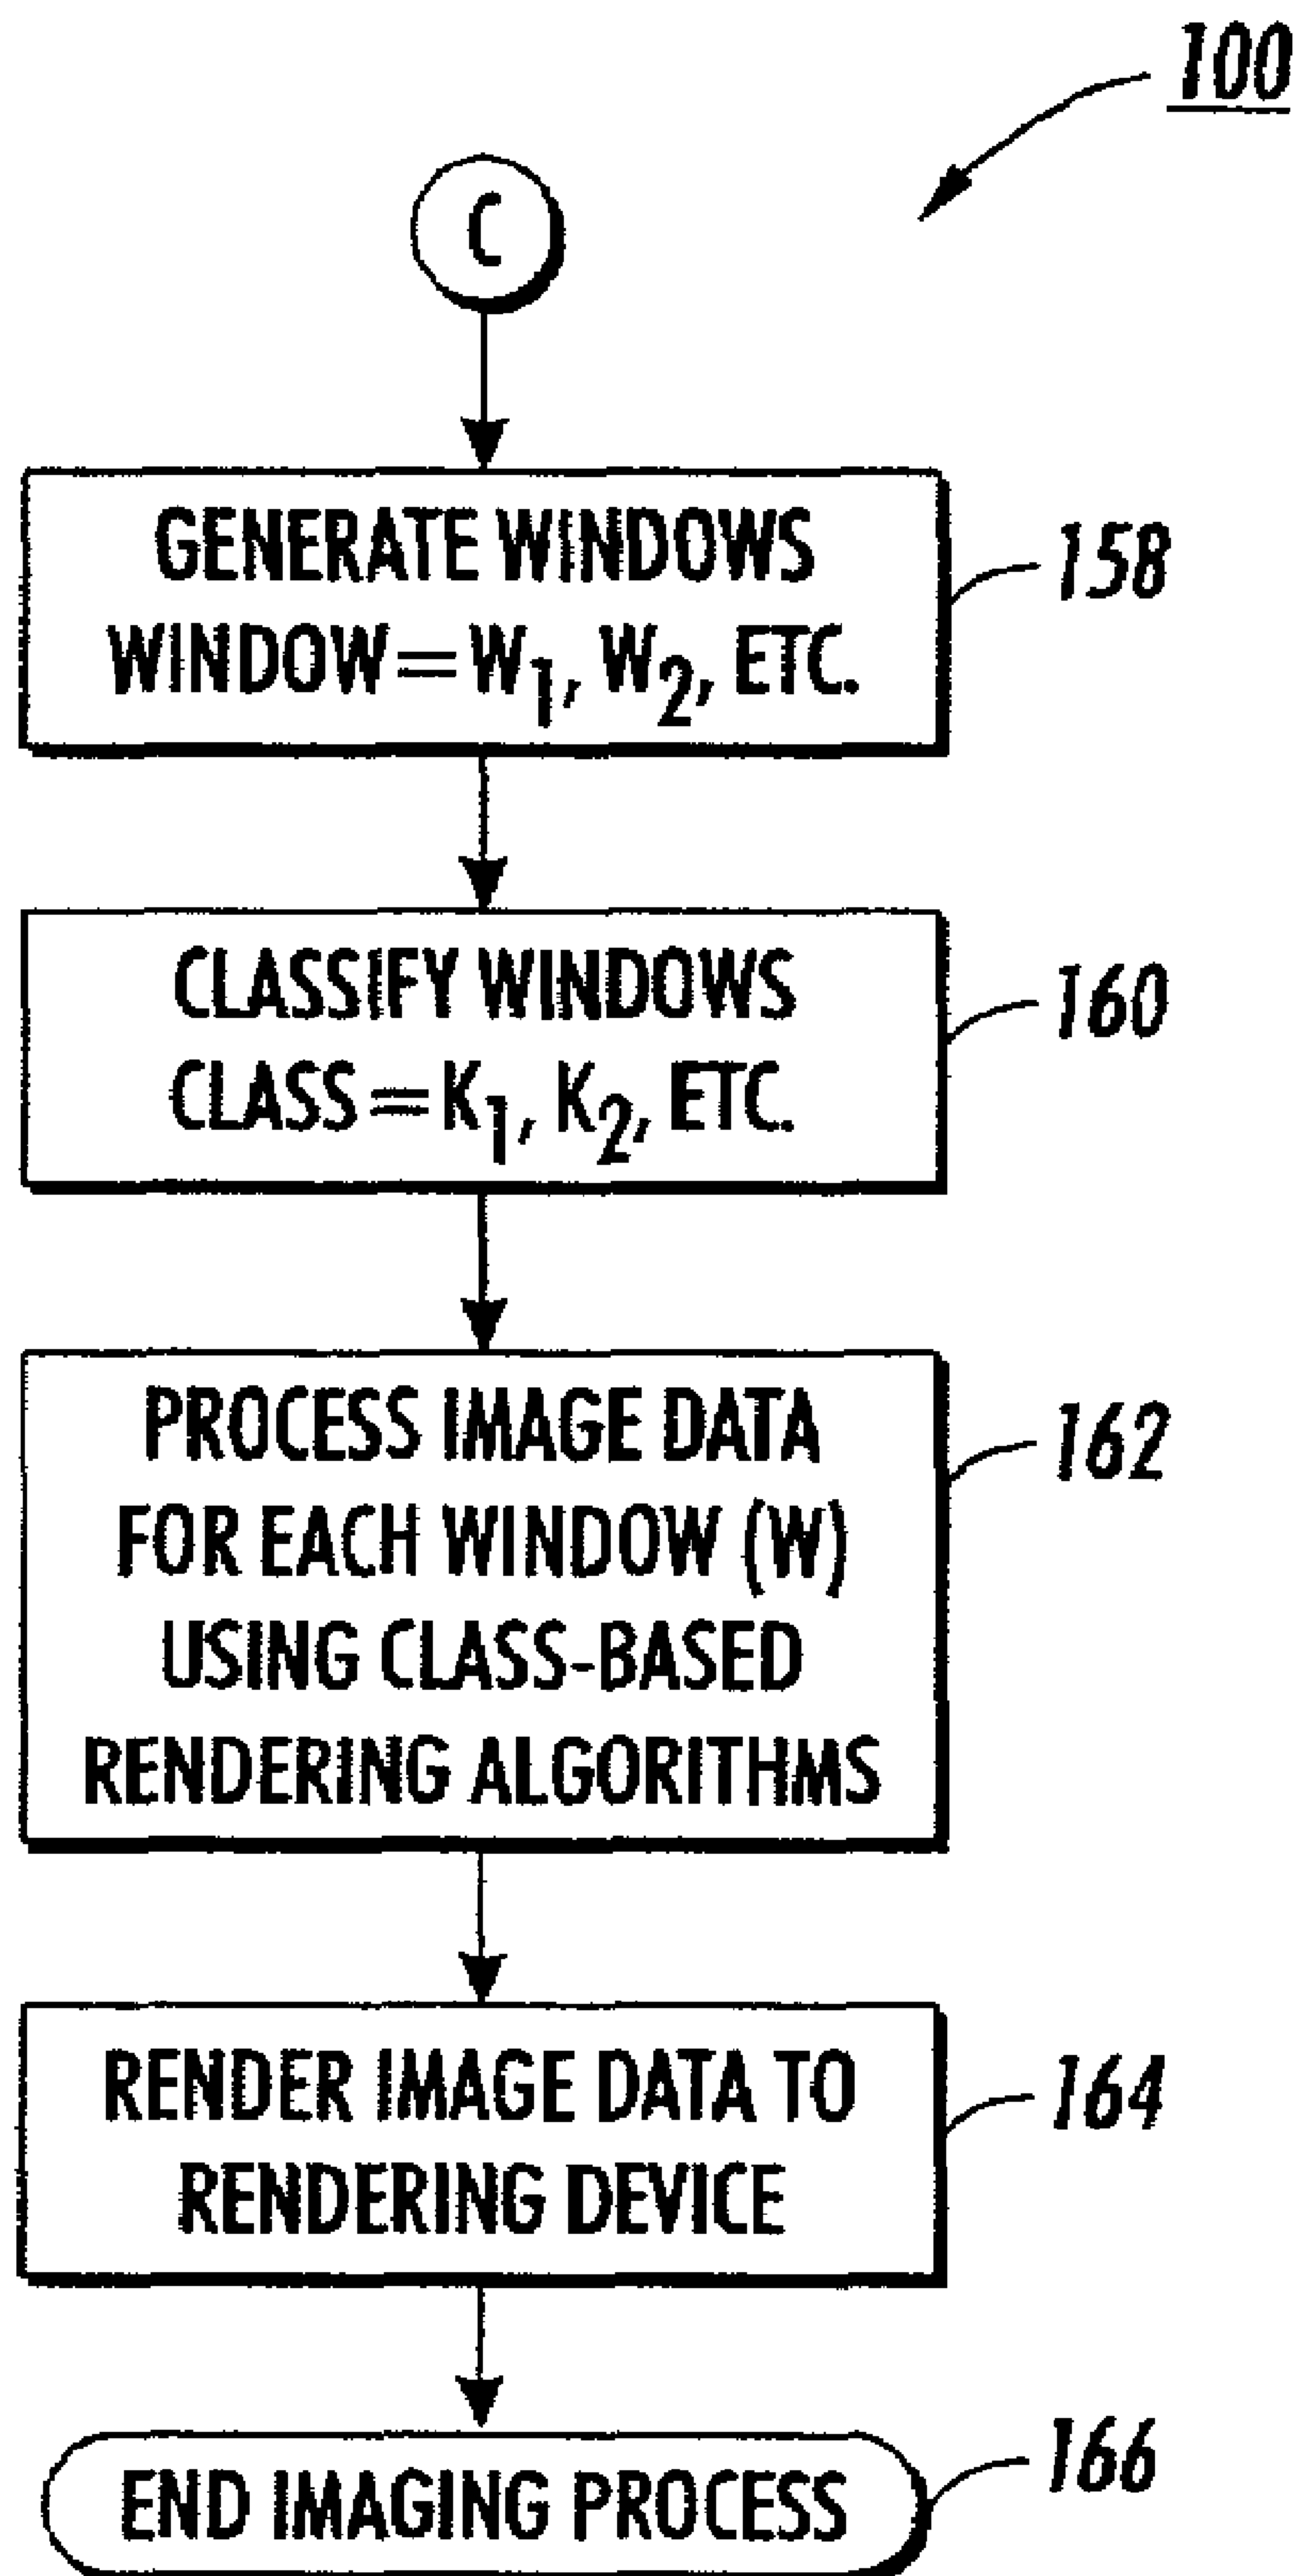 100
C
GENERATE WINDOWS
WINDOW=W₁, W₂, ETC.
158
CLASSIFY WINDOWS
CLASS=K₁, K₂, ETC.
160
PROCESS IMAGE DATA
FOR EACH WINDOW (W)
USING CLASS-BASED
RENDERING ALGORITHMS
162
RENDER IMAGE DATA TO
RENDERING DEVICE
164
END IMAGING PROCESS
166